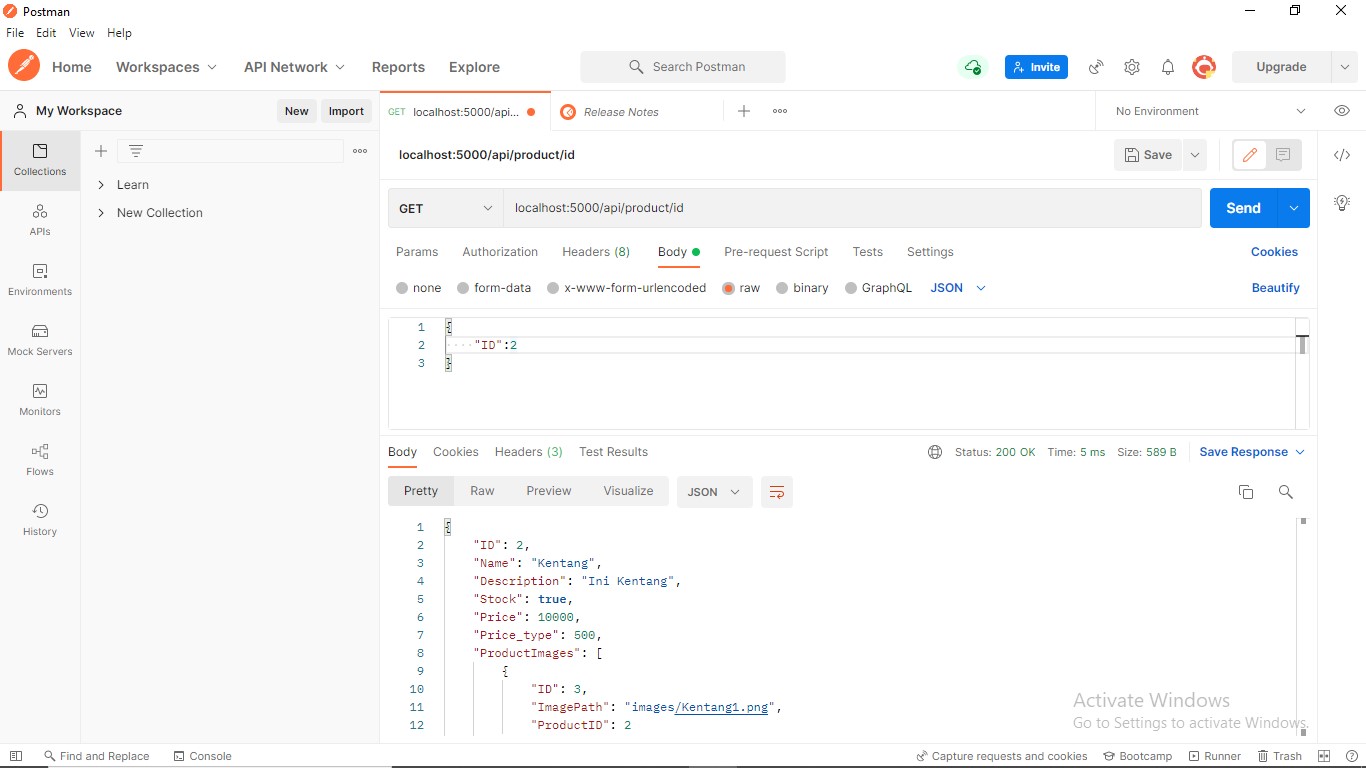 Postman
File Edit View Help
Home Workspaces API Network Reports Explore Search Postman Invite Upgrade
My Workspace New Import GET localhost:5000/api... Release Notes No Environment
Collections
APIs
Environments
Mock Servers
Monitors
Flows
History
Learn
New Collection
localhost:5000/api/product/id Save
GET localhost:5000/api/product/id Send
Params Authorization Headers (8) Body Pre-request Script Tests Settings Cookies
none form-data x-www-form-urlencoded raw binary GraphQL JSON Beautify
1 {
2 ····"ID":2
3 }
Body Cookies Headers (3) Test Results Status: 200 OK Time: 5 ms Size: 589 B Save Response
Pretty Raw Preview Visualize JSON
1 {
2 "ID": 2,
3 "Name": "Kentang",
4 "Description": "Ini Kentang",
5 "Stock": true,
6 "Price": 10000,
7 "Price_type": 500,
8 "ProductImages": [
9 {
10 "ID": 3,
11 "ImagePath": "images/Kentang1.png",
12 "ProductID": 2
Activate Windows
Go to Settings to activate Windows.
Find and Replace Console Capture requests and cookies Bootcamp Runner Trash